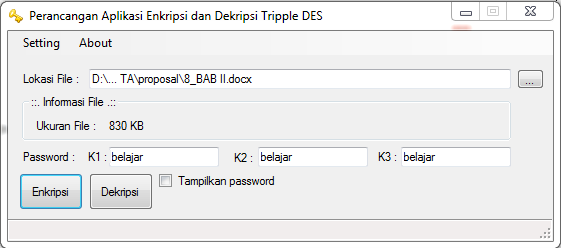 Perancangan Aplikasi Enkripsi dan Dekripsi Tripple DES
Setting About
Lokasi File : D:\... TA\proposal\8_BAB II.docx ...
::. Informasi File .::
Ukuran File : 830 KB
Password : K1 : belajar K2 : belajar K3 : belajar
Enkripsi Dekripsi Tampilkan password